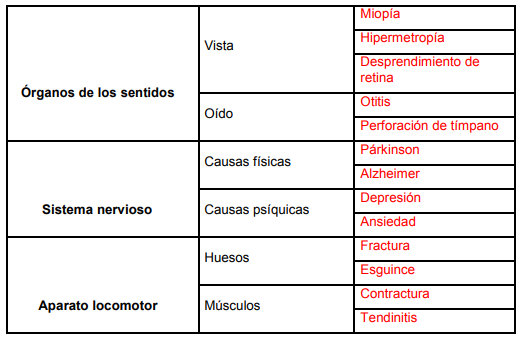 Órganos de los sentidos
Vista
Miopía
Hipermetropía
Desprendimiento de
retina
Oído
Otitis
Perforación de tímpano
Sistema nervioso
Causas físicas
Párkinson
Alzheimer
Causas psíquicas
Depresión
Ansiedad
Aparato locomotor
Huesos
Fractura
Esguince
Músculos
Contractura
Tendinitis